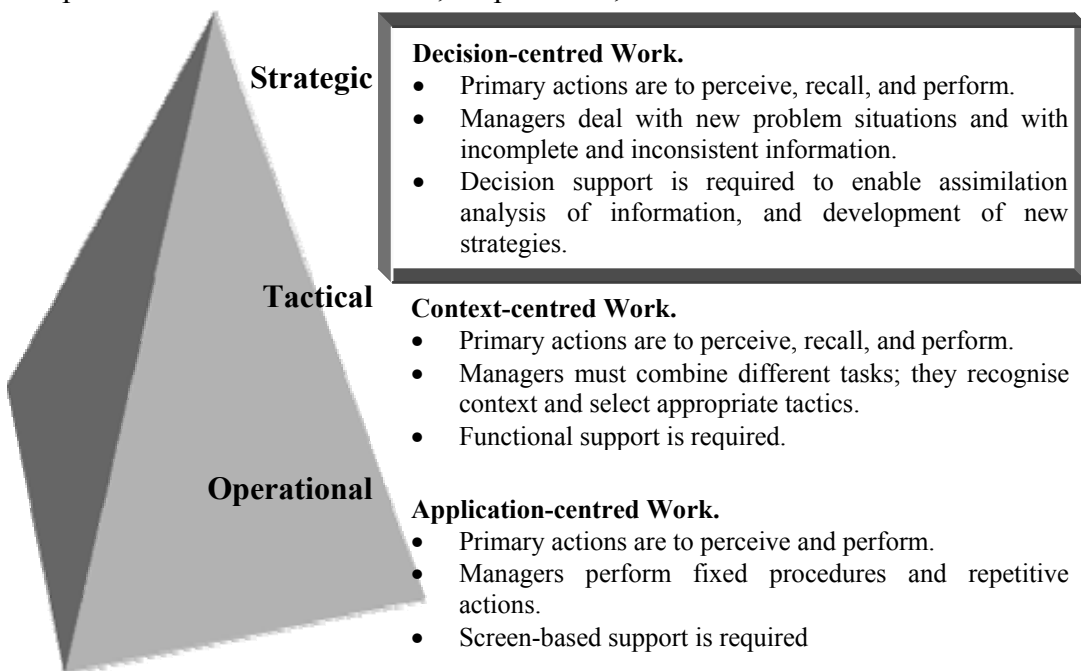 Strategic
Decision-centred Work.
• Primary actions are to perceive, recall, and perform.
• Managers deal with new problem situations and with
incomplete and inconsistent information.
• Decision support is required to enable assimilation
analysis of information, and development of new
strategies.
Tactical
Context-centred Work.
• Primary actions are to perceive, recall, and perform.
• Managers must combine different tasks; they recognise
context and select appropriate tactics.
• Functional support is required.
Operational
Application-centred Work.
• Primary actions are to perceive and perform.
• Managers perform fixed procedures and repetitive
actions.
• Screen-based support is required